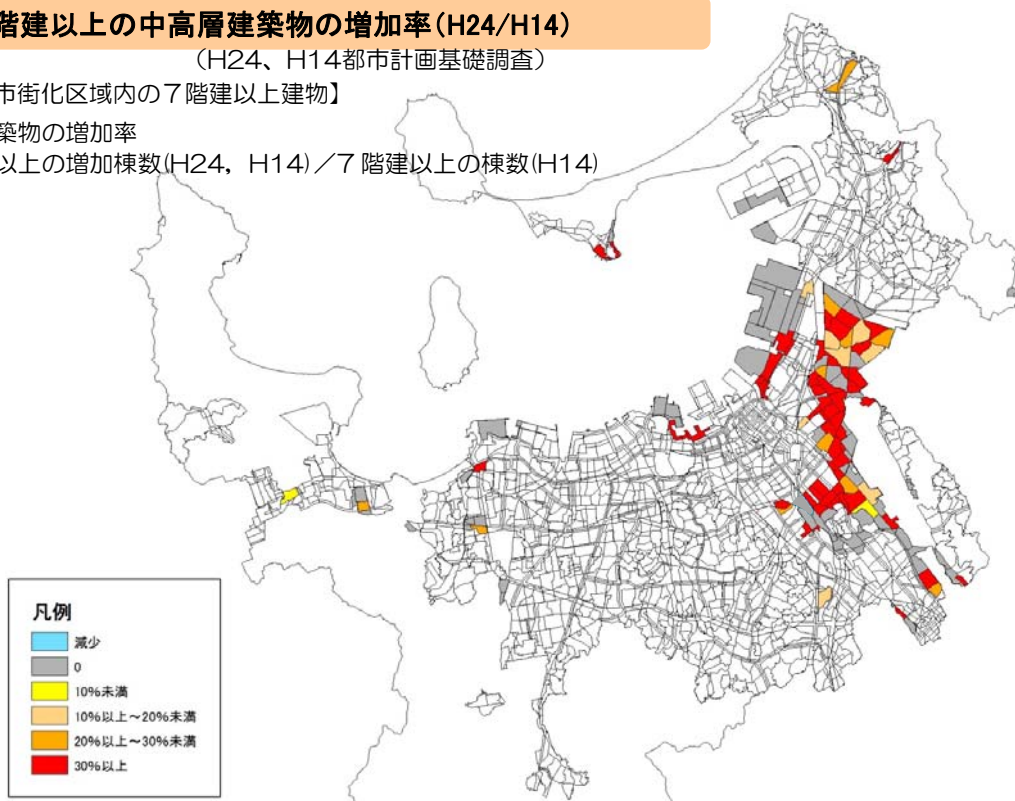 階建以上の中高層建築物の増加率(H24/H14)
(H24、H14都市計画基礎調査)
市街化区域内の7階建以上建物】
築物の増加率
以上の増加棟数(H24，H14)／7 階建以上の棟数(H14)
凡例
減少
0
10%未満
10%以上～20%未満
20%以上～30%未満
30%以上